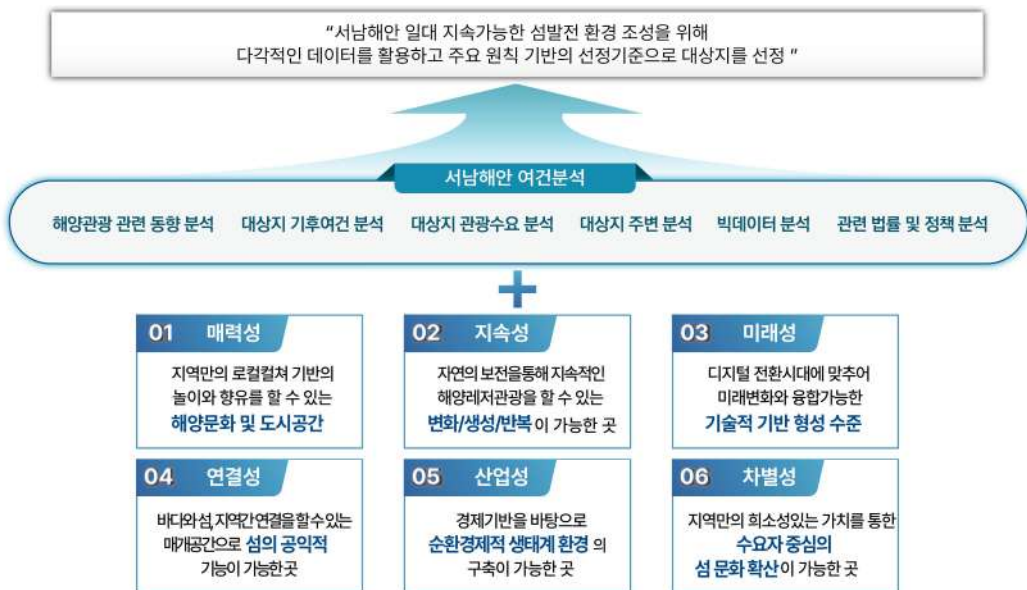 “서남해안 일대 지속가능한 섬발전 환경 조성을 위해
다각적인 데이터를 활용하고 주요 원칙 기반의 선정기준으로 대상지를 선정 ”
서남해안 여건분석
해양관광 관련 동향 분석 대상지 기후여건 분석 대상지 관광수요 분석 대상지 주변 분석 빅데이터 분석 관련 법률 및 정책 분석
+
01 매력성
지역만의 로컬컬쳐 기반의
놀이와 향유를 할 수 있는
해양문화 및 도시공간
02 지속성
자연의 보전을통해 지속적인
해양레저관광을 할 수 있는
변화/생성/반복 이 가능한 곳
03 미래성
디지털 전환시대에 맞추어
미래변화와 융합가능한
기술적 기반 형성 수준
04 연결성
바다와 섬, 지역간 연결을 할 수 있는
매개공간으로 섬의 공익적
기능이 가능한 곳
05 산업성
경제기반을 바탕으로
순환경제적 생태계 환경 의
구축이 가능한 곳
06 차별성
지역만의 희소성있는 가치를 통한
수요자 중심의
섬 문화 확산이 가능한 곳